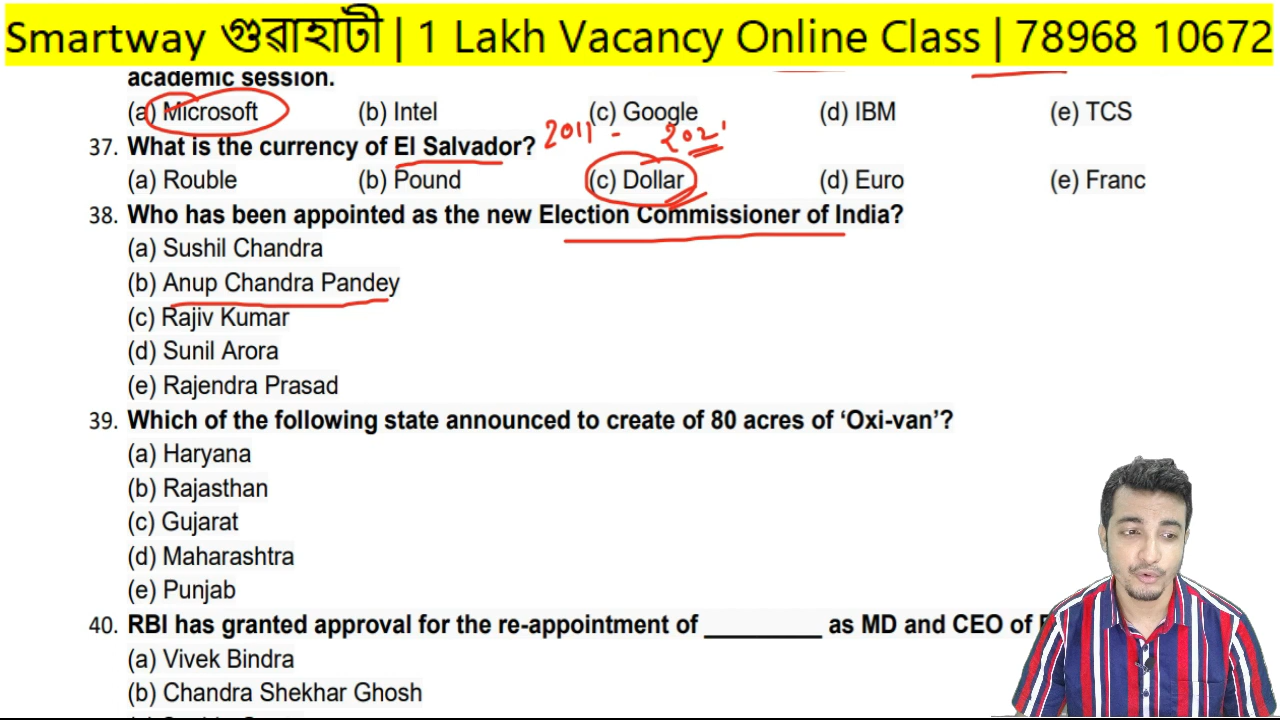 Smartway গুৱাহাটী | 1 Lakh Vacancy Online Class | 78968 10672
academic session.
(a) Microsoft (b) Intel (c) Google (d) IBM (e) TCS
2011 - 2021
37. What is the currency of El Salvador?
(a) Rouble (b) Pound (c) Dollar (d) Euro (e) Franc
38. Who has been appointed as the new Election Commissioner of India?
(a) Sushil Chandra
(b) Anup Chandra Pandey
(c) Rajiv Kumar
(d) Sunil Arora
(e) Rajendra Prasad
39. Which of the following state announced to create of 80 acres of ‘Oxi-van’?
(a) Haryana
(b) Rajasthan
(c) Gujarat
(d) Maharashtra
(e) Punjab
40. RBI has granted approval for the re-appointment of ________ as MD and CEO of
(a) Vivek Bindra
(b) Chandra Shekhar Ghosh